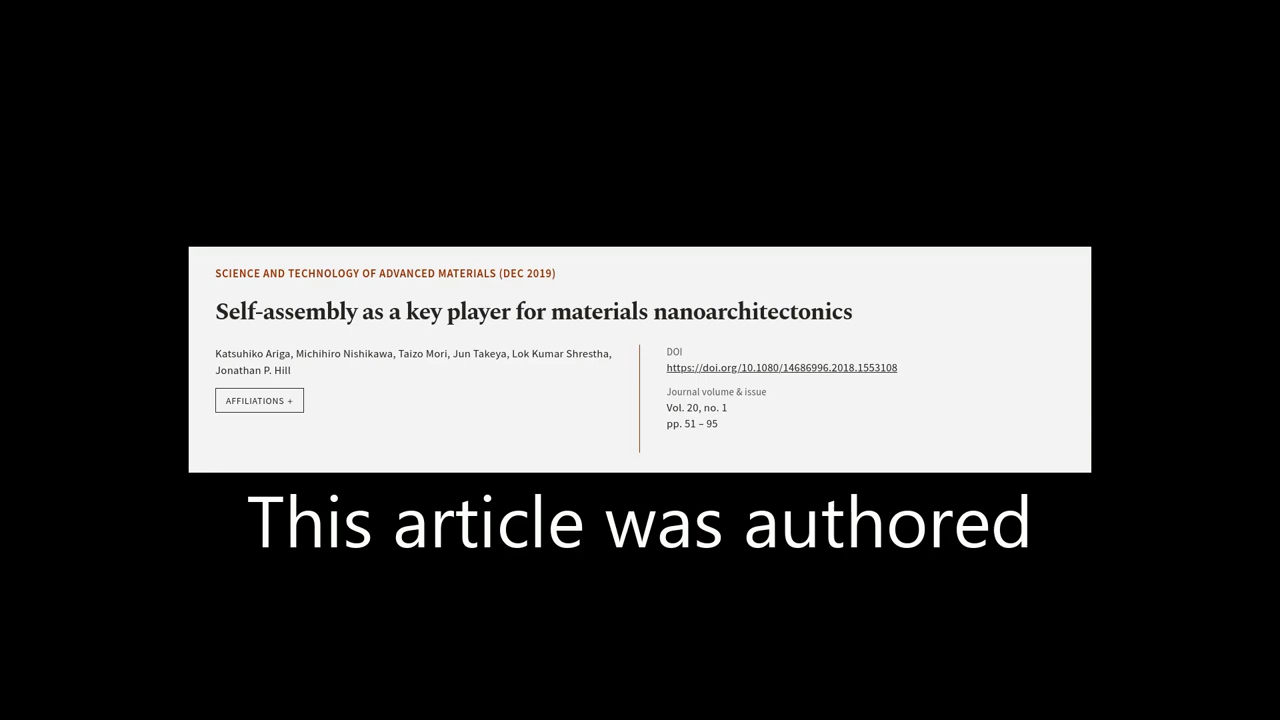 SCIENCE AND TECHNOLOGY OF ADVANCED MATERIALS (DEC 2019)
Self-assembly as a key player for materials nanoarchitectonics
Katsuhiko Ariga, Michihiro Nishikawa, Taizo Mori, Jun Takeya, Lok Kumar Shrestha,
Jonathan P. Hill
AFFILIATIONS +
DOI
https://doi.org/10.1080/14686996.2018.1553108
Journal volume & issue
Vol. 20, no. 1
pp. 51 – 95
This article was authored